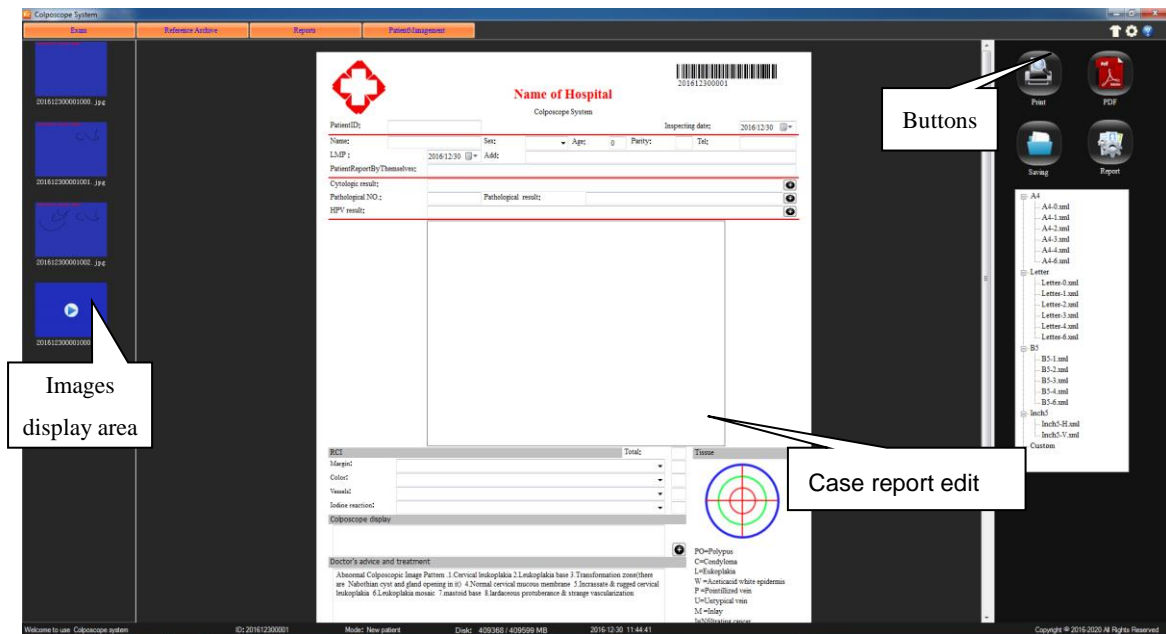 Colposcope System
Exam
Reference Archive
Reports
PatientManagement
201612300001000. jpg
201612300001001. jpg
201612300001002. jpg
201612300001000
Images
display area
201612300001
Name of Hospital
Colposcope System
PatientID:
Inspecting date:
2016/12/30
Name:
Sex:
Age:
0
Parity:
Tel:
LMP :
2016/12/30
Add:
PatientReportByThemselves:
Cytologic result:
Pathological NO.:
Pathological result:
HPV result:
RCI
Total:
Tissue
Margin:
Color:
Vessels:
Iodine reaction:
Colposcope display
Doctor's advice and treatment
Abnormal Colposcopic Image Pattern .1.Cervical leukoplakia 2.Leukoplakia base 3.Transformation zone(there
are Nabothian cyst and gland opening in it) 4.Normal cervical mucous membrane 5.Incrassate & rugged cervical
leukoplakia 6.Leukoplakia mosaic 7.mastoid base 8.lardaceous protuberance & strange vascularization
PO=Polypus
C=Condyloma
L=Eukoplakia
W =Aceticacid white epidermis
P =Pointillized vein
U=Untypical vein
M =Inlay
In=Niltrating cancer
Case report edit
Buttons
Print
PDF
Saving
Report
A4
A4-0.xml
A4-1.xml
A4-2.xml
A4-3.xml
A4-4.xml
A4-6.xml
Letter
Letter-0.xml
Letter-1.xml
Letter-2.xml
Letter-3.xml
Letter-4.xml
Letter-6.xml
B5
B5-1.xml
B5-2.xml
B5-3.xml
B5-4.xml
B5-6.xml
Inch5
Inch5-H.xml
Inch5-V.xml
Custom
Welcome to use Colposcope system
ID: 201612300001
Mode: New patient
Disk: 409368 / 409599 MB
2016-12-30 11:44:41
Copyright © 2016-2020 All Rights Reserved